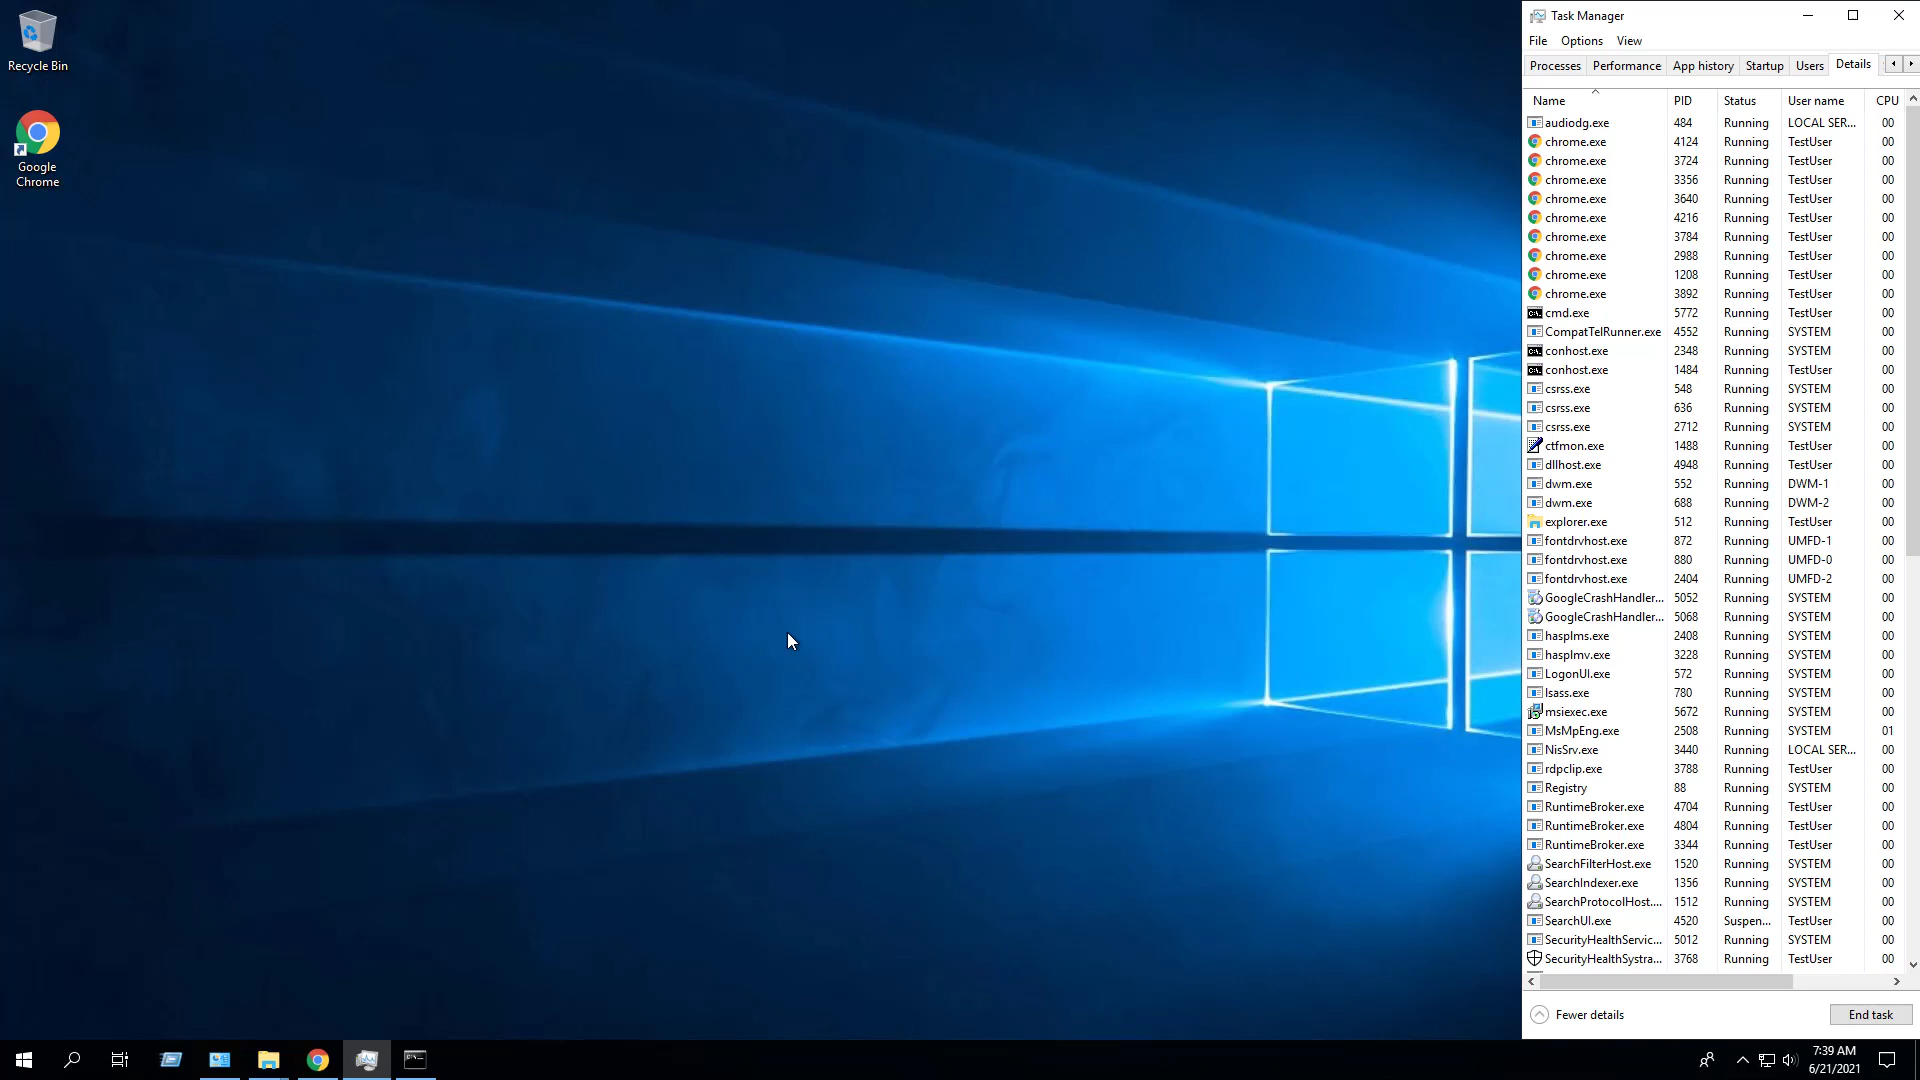 Recycle Bin
Google
Chrome
Task Manager
File Options View
Processes Performance App history Startup Users Details
Name PID Status User name CPU
audiodg.exe 484 Running LOCAL SER... 00
chrome.exe 4124 Running TestUser 00
chrome.exe 3724 Running TestUser 00
chrome.exe 3356 Running TestUser 00
chrome.exe 3640 Running TestUser 00
chrome.exe 4216 Running TestUser 00
chrome.exe 3784 Running TestUser 00
chrome.exe 2988 Running TestUser 00
chrome.exe 1208 Running TestUser 00
chrome.exe 3892 Running TestUser 00
cmd.exe 5772 Running TestUser 00
CompatTelRunner.exe 4552 Running SYSTEM 00
conhost.exe 2348 Running SYSTEM 00
conhost.exe 1484 Running TestUser 00
csrss.exe 548 Running SYSTEM 00
csrss.exe 636 Running SYSTEM 00
csrss.exe 2712 Running SYSTEM 00
ctfmon.exe 1488 Running TestUser 00
dllhost.exe 4948 Running TestUser 00
dwm.exe 552 Running DWM-1 00
dwm.exe 688 Running DWM-2 00
explorer.exe 512 Running TestUser 00
fontdrvhost.exe 872 Running UMFD-1 00
fontdrvhost.exe 880 Running UMFD-0 00
fontdrvhost.exe 2404 Running UMFD-2 00
GoogleCrashHandler... 5052 Running SYSTEM 00
GoogleCrashHandler... 5068 Running SYSTEM 00
hasplms.exe 2408 Running SYSTEM 00
hasplmv.exe 3228 Running SYSTEM 00
LogonUI.exe 572 Running SYSTEM 00
lsass.exe 780 Running SYSTEM 00
msiexec.exe 5672 Running SYSTEM 00
MsMpEng.exe 2508 Running SYSTEM 01
NisSrv.exe 3440 Running LOCAL SER... 00
rdpclip.exe 3788 Running TestUser 00
Registry 88 Running SYSTEM 00
RuntimeBroker.exe 4704 Running TestUser 00
RuntimeBroker.exe 4804 Running TestUser 00
RuntimeBroker.exe 3344 Running TestUser 00
SearchFilterHost.exe 1520 Running SYSTEM 00
SearchIndexer.exe 1356 Running SYSTEM 00
SearchProtocolHost.... 1512 Running SYSTEM 00
SearchUI.exe 4520 Suspen... TestUser 00
SecurityHealthServic... 5012 Running SYSTEM 00
SecurityHealthSystra... 3768 Running TestUser 00
Fewer details End task
7:39 AM
6/21/2021